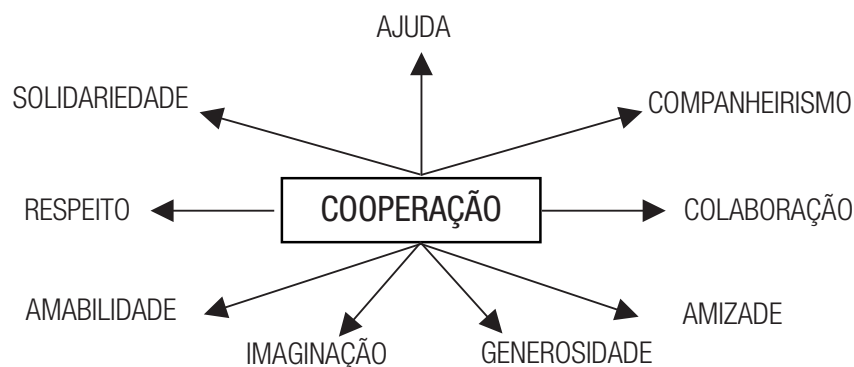 AJUDA
SOLIDARIEDADE
COMPANHEIRISMO
RESPEITO
COOPERAÇÃO
COLABORAÇÃO
AMABILIDADE
AMIZADE
IMAGINAÇÃO
GENEROSIDADE